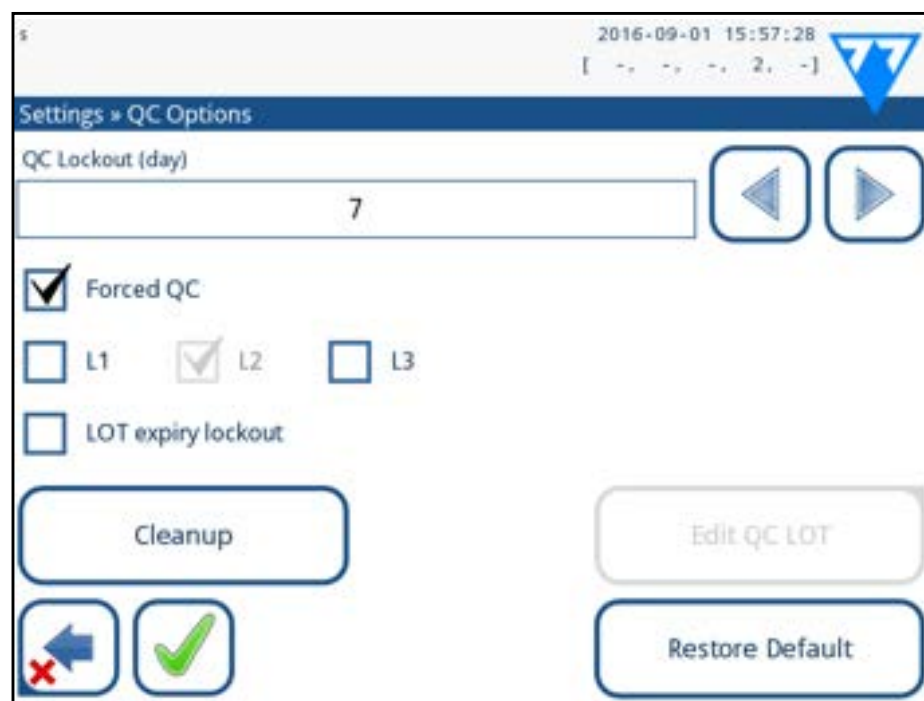 s
2016-09-01 15:57:28
[ -, -, -, 2, -]
Settings » QC Options
QC Lockout (day)
7
Forced QC
L1 L2 L3
LOT expiry lockout
Cleanup
Edit QC LOT
Restore Default